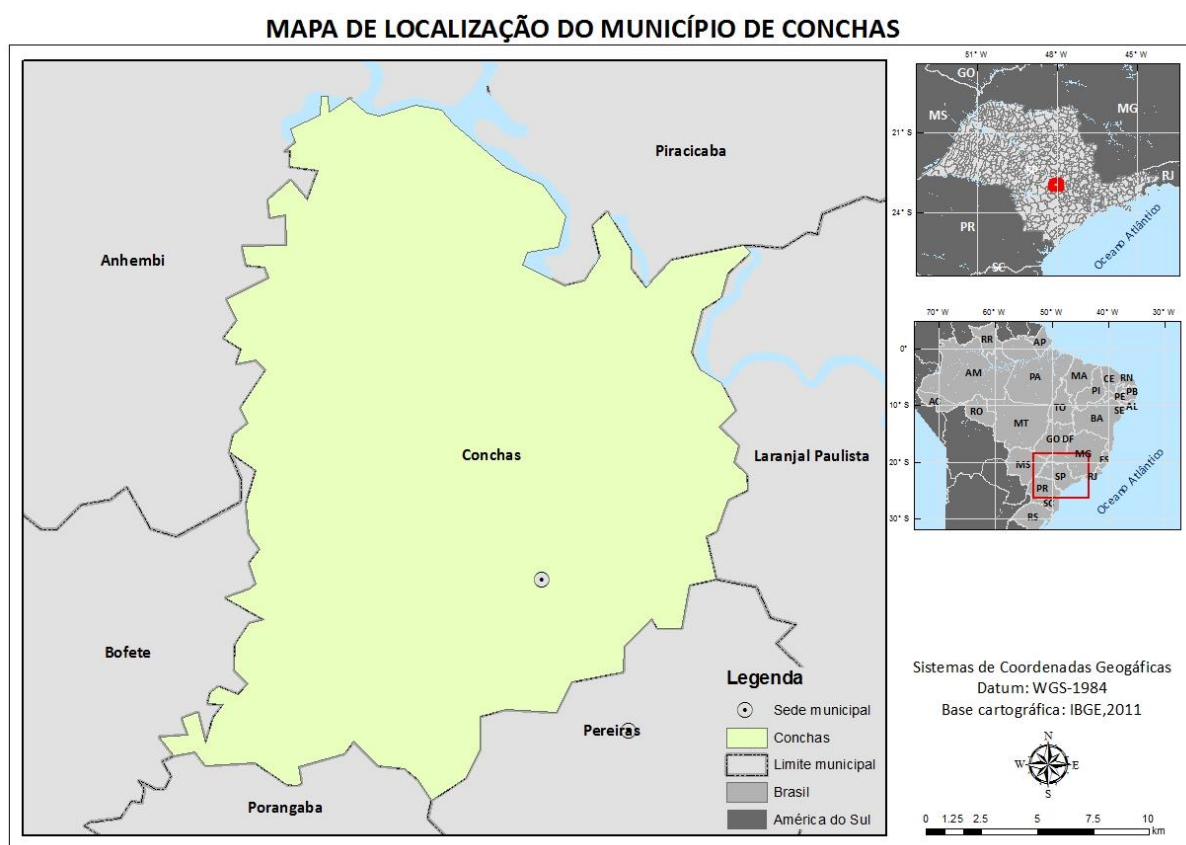 MAPA DE LOCALIZAÇÃO DO MUNICÍPIO DE CONCHAS
Piracicaba
Anhembi
Conchas
Laranjal Paulista
Bofete
Pereiras
Porangaba
Legenda
Sede municipal
Conchas
Limite municipal
Brasil
América do Sul
51° W 48° W 45° W
GO
MS
MG
21° S
RJ
24° S
PR
Oceano Atlântico
SC
70° W 60° W 50° W 40° W 30° W
RR AP
0°
AM PA MA CE RN
PI PB
PE
AC TO SE AL
10° S
RO BA
MT
GO DF
MG ES
20° S
MS SP RJ
PR
SC
Oceano Atlântico
30° S
RS
Sistemas de Coordenadas Geogáficas
Datum: WGS-1984
Base cartográfica: IBGE,2011
N
W E
S
0 1.25 2.5 5 7.5 10
km